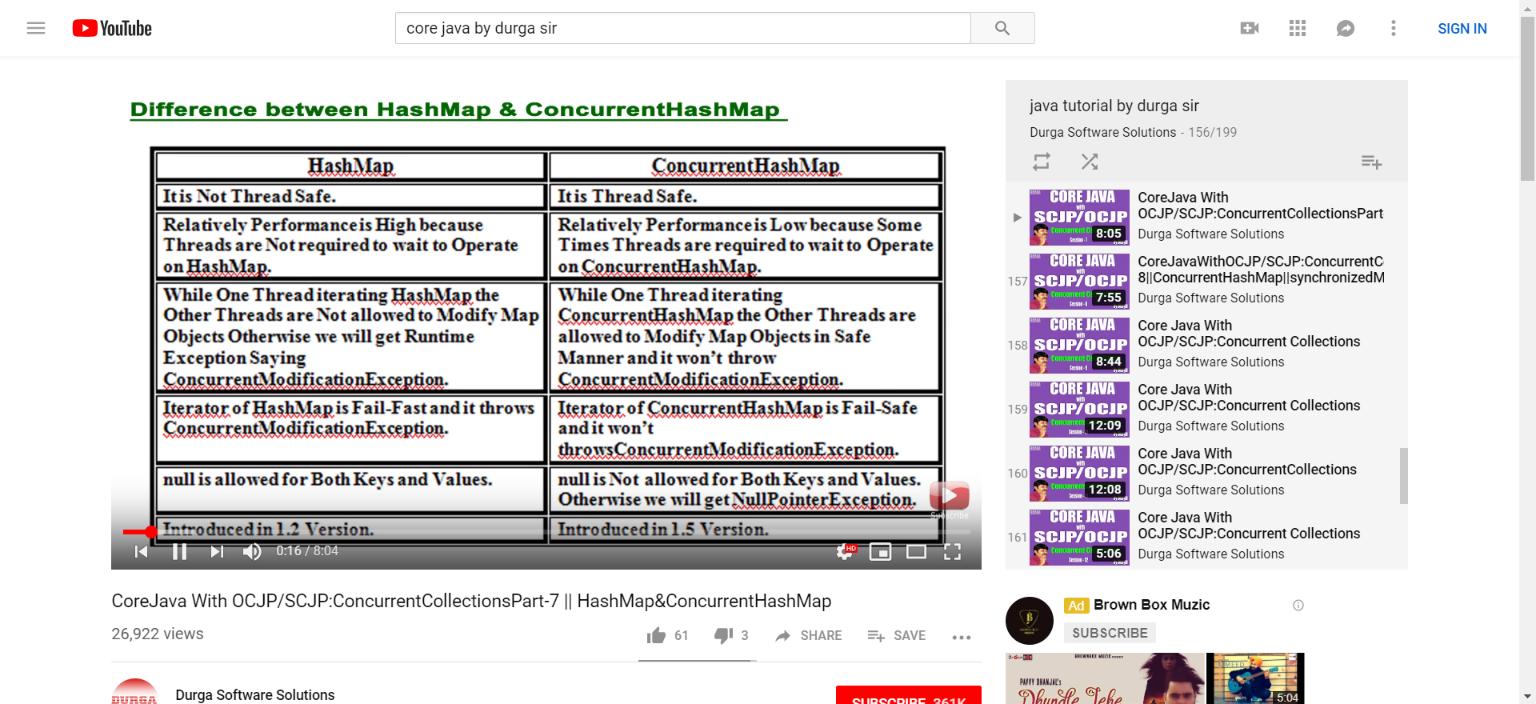 YouTube
core java by durga sir
SIGN IN
Difference between HashMap & ConcurrentHashMap
HashMap
ConcurrentHashMap
It is Not Thread Safe.
It is Thread Safe.
Relatively Performance is High because
Threads are Not required to wait to Operate
on HashMap.
Relatively Performance is Low because Some
Times Threads are required to wait to Operate
on ConcurrentHashMap.
While One Thread iterating HashMap the
Other Threads are Not allowed to Modify Map
Objects Otherwise we will get Runtime
Exception Saying
ConcurrentModificationException.
While One Thread iterating
ConcurrentHashMap the Other Threads are
allowed to Modify Map Objects in Safe
Manner and it won't throw
ConcurrentModificationException.
Iterator of HashMap is Fail-Fast and it throws
ConcurrentModificationException.
Iterator of ConcurrentHashMap is Fail-Safe
and it won't
throwsConcurrentModificationException.
null is allowed for Both Keys and Values.
null is Not allowed for Both Keys and Values.
Otherwise we will get NullPointerException.
Introduced in 1.2 Version.
Introduced in 1.5 Version.
Subscribe
0:16 / 8:04
HD
CoreJava With OCJP/SCJP:ConcurrentCollectionsPart-7 || HashMap&ConcurrentHashMap
26,922 views
61
3
SHARE
SAVE
DURGA
Durga Software Solutions
SUBSCRIBE 361K
java tutorial by durga sir
Durga Software Solutions - 156/199
CORE JAVA
with
SCJP/OCJP
8:05
CoreJava With
OCJP/SCJP:ConcurrentCollectionsPart
Durga Software Solutions
157
CORE JAVA
with
SCJP/OCJP
7:55
CoreJavaWithOCJP/SCJP:ConcurrentC
8||ConcurrentHashMap||synchronizedM
Durga Software Solutions
158
CORE JAVA
with
SCJP/OCJP
8:44
Core Java With
OCJP/SCJP:Concurrent Collections
Durga Software Solutions
159
CORE JAVA
with
SCJP/OCJP
12:09
Core Java With
OCJP/SCJP:Concurrent Collections
Durga Software Solutions
160
CORE JAVA
with
SCJP/OCJP
12:08
Core Java With
OCJP/SCJP:ConcurrentCollections
Durga Software Solutions
161
CORE JAVA
with
SCJP/OCJP
5:06
Core Java With
OCJP/SCJP:Concurrent Collections
Durga Software Solutions
Ad Brown Box Muzic
SUBSCRIBE
PAVVY DHANJAL'S
Dhundle Lebe
5:04